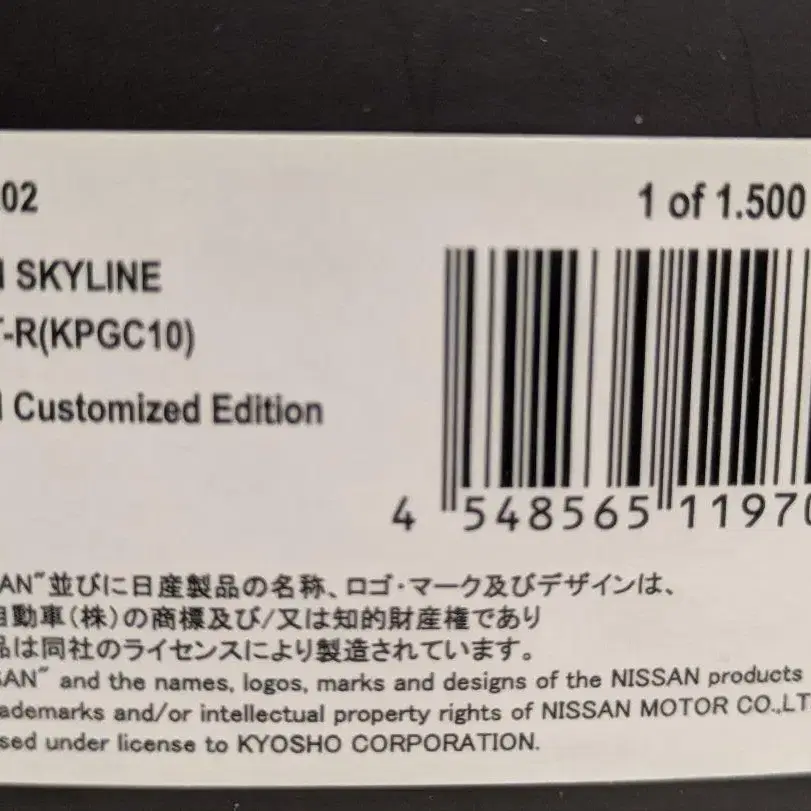 02
1 of 1.500
SKYLINE
T-R(KPGC10)
Customized Edition
4 548565 1197
AN"並びに日産製品の名称、ロゴ・マーク及びデザインは、
自動車(株)の商標及び/又は知的財産権であり
品は同社のライセンスにより製造されています。
SAN" and the names, logos, marks and designs of the NISSAN products
ademarks and/or intellectual property rights of NISSAN MOTOR CO.,LT
sed under license to KYOSHO CORPORATION.